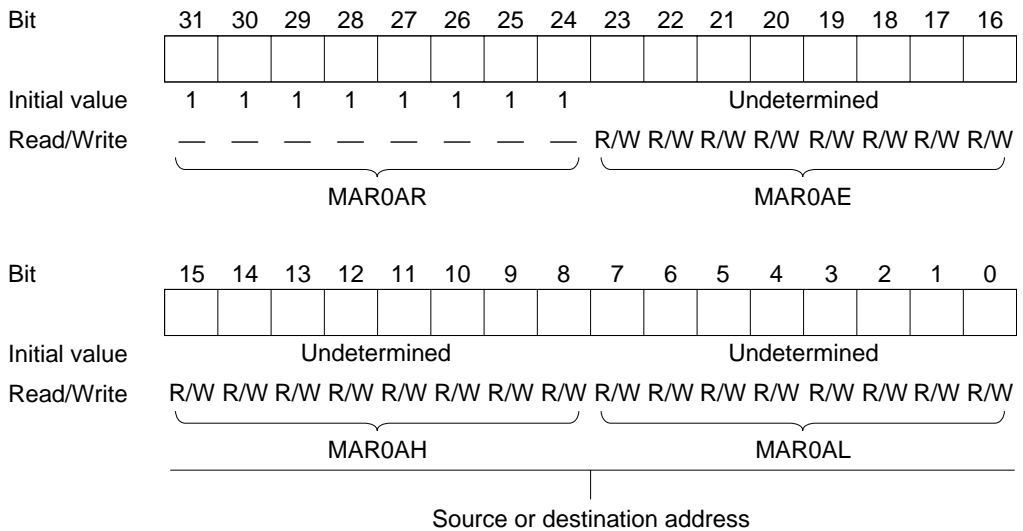 Bit 31 30 29 28 27 26 25 24 23 22 21 20 19 18 17 16
Initial value 1 1 1 1 1 1 1 1 Undetermined
Read/Write — — — — — — — — R/W R/W R/W R/W R/W R/W R/W R/W
MAR0AR MAR0AE
Bit 15 14 13 12 11 10 9 8 7 6 5 4 3 2 1 0
Initial value Undetermined Undetermined
Read/Write R/W R/W R/W R/W R/W R/W R/W R/W R/W R/W R/W R/W R/W R/W R/W R/W
MAR0AH MAR0AL
Source or destination address